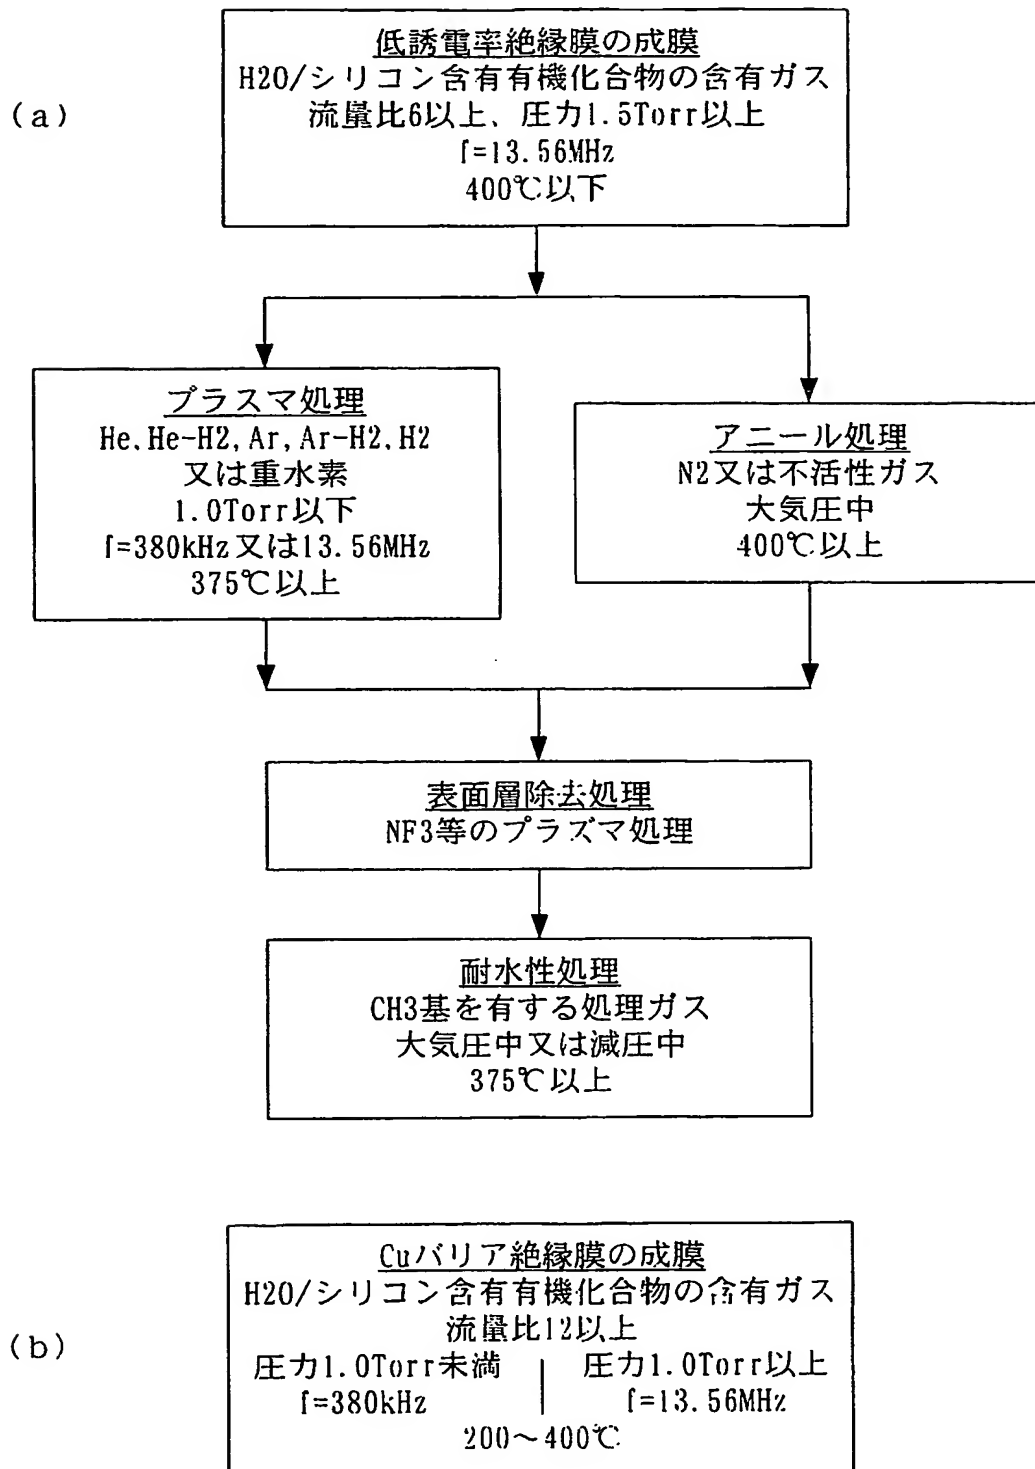 (a)
低誘電率絶縁膜の成膜
H2O/シリコン含有有機化合物の含有ガス
流量比6以上、圧力1.5Torr以上
f=13.56MHz
400℃以下
プラスマ処理
He、He-H2,Ar,Ar-H2,H2
又は重水素
1.0Torr以下
f=380kHz又は13.56MHz
375℃以上
アニール処理
N2又は不活性ガス
大気圧中
400℃以上
表面層除去処理
NF3等のプラズマ処理
耐水性処理
CH3基を有する処理ガス
大気圧中又は減圧中
375℃以上
(b)
Cuバリア絶縁膜の成膜
H2O/シリコン含有有機化合物の含有ガス
流量比12以上
圧力1.0Torr未満 | 圧力1.0Torr以上
f=380kHz | f=13.56MHz
200～400℃